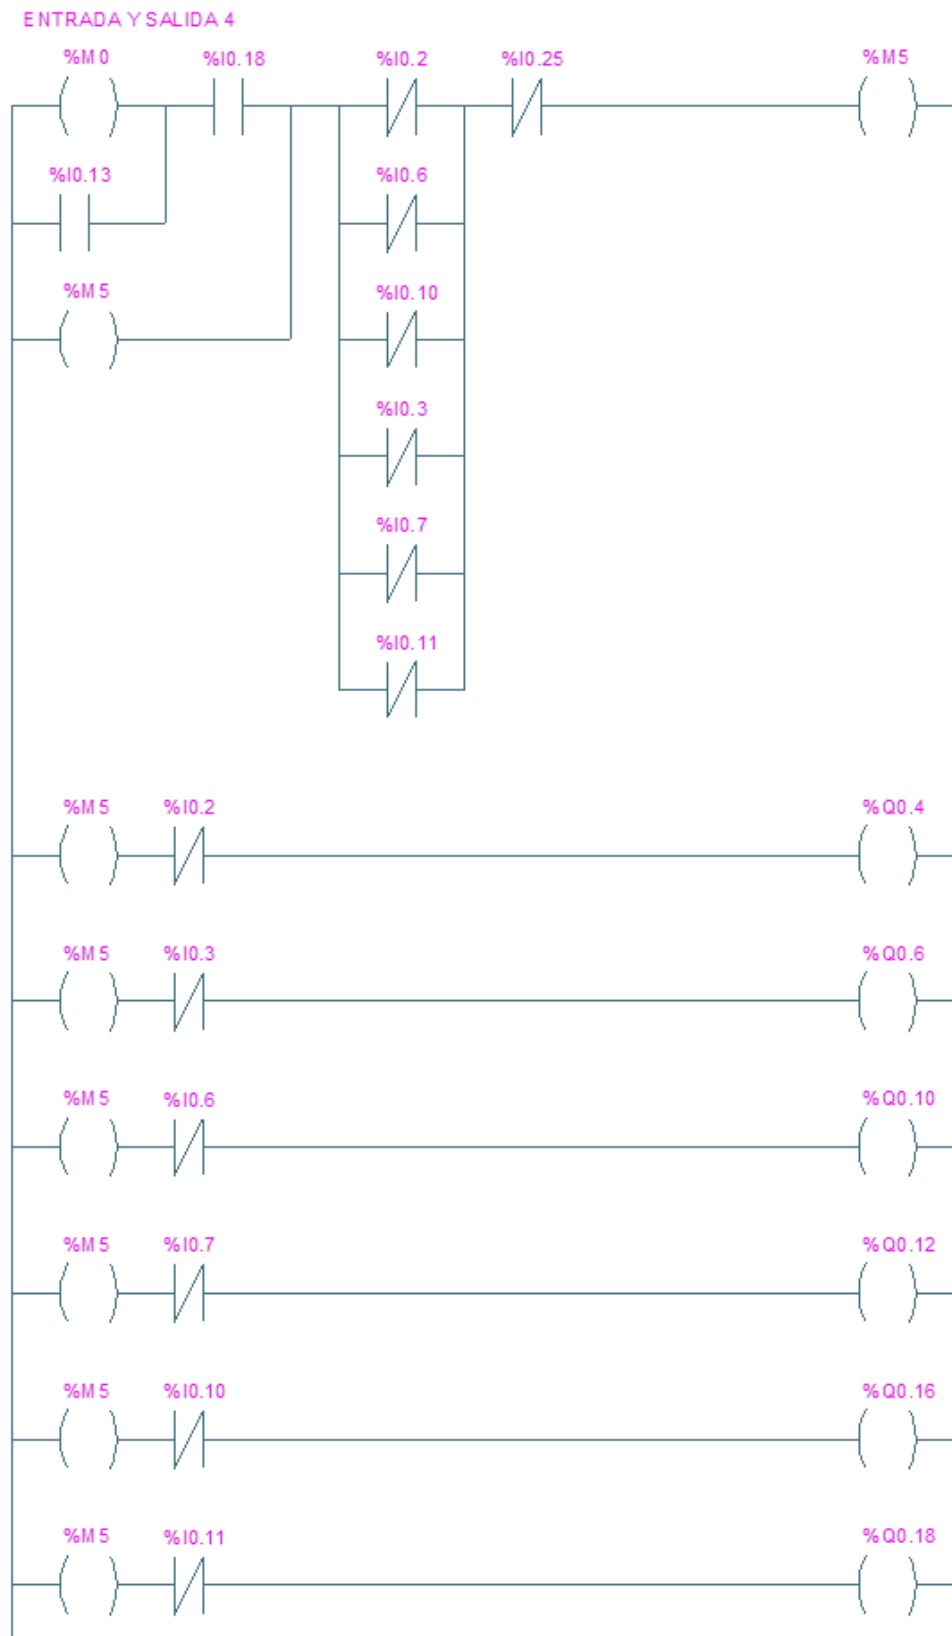 ENTRADA Y SALIDA 4
%M0 %I0.18 %I0.2 %I0.25 %M5
%I0.13 %I0.6
%M5 %I0.10
%I0.3
%I0.7
%I0.11
%M5 %I0.2 %Q0.4
%M5 %I0.3 %Q0.6
%M5 %I0.6 %Q0.10
%M5 %I0.7 %Q0.12
%M5 %I0.10 %Q0.16
%M5 %I0.11 %Q0.18